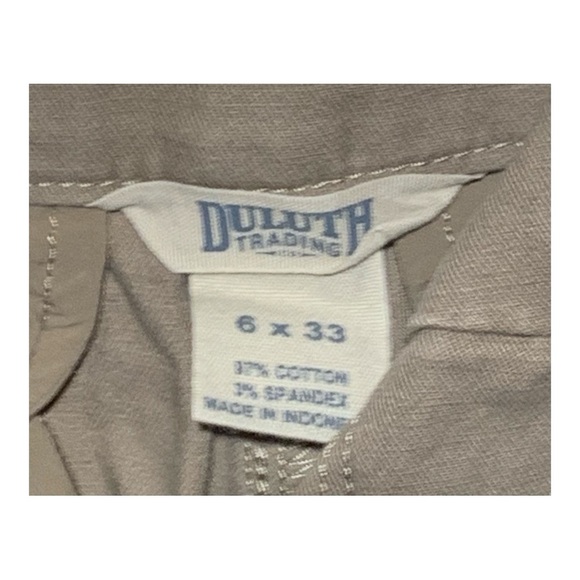 DULUTH
TRADING
6 x 33
97% COTTON
3% SPANDEX
MADE IN INDONE